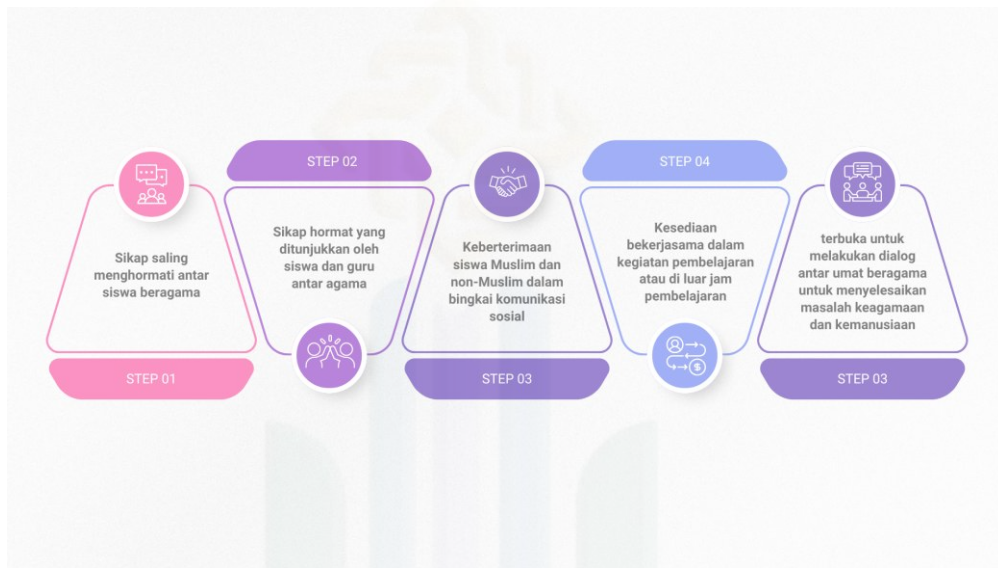 Sikap saling
menghormati antar
siswa beragama
STEP 01
STEP 02
Sikap hormat yang
ditunjukkan oleh
siswa dan guru
antar agama
Keberterimaan
siswa Muslim dan
non-Muslim dalam
bingkai komunikasi
sosial
STEP 03
STEP 04
Kesediaan
bekerjasama dalam
kegiatan pembelajaran
atau di luar jam
pembelajaran
terbuka untuk
melakukan dialog
antar umat beragama
untuk menyelesaikan
masalah keagamaan
dan kemanusiaan
STEP 03